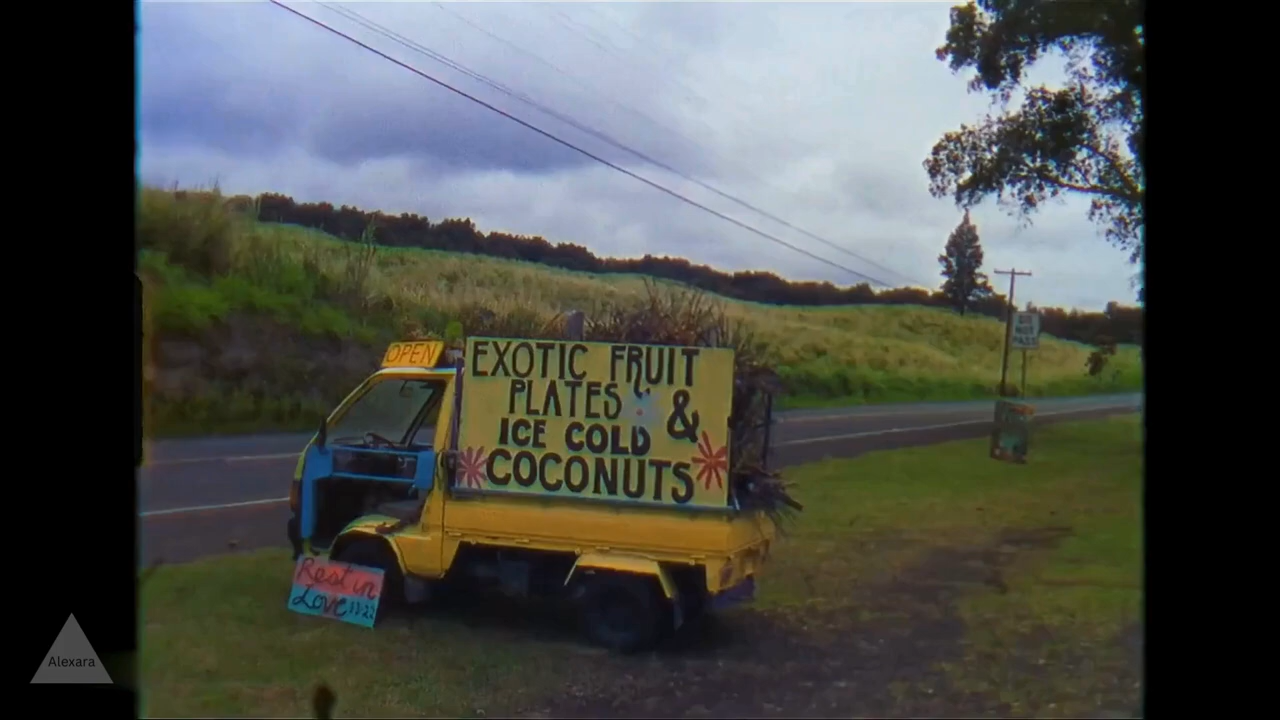 OPEN
EXOTIC FRUIT
PLATES &
ICE COLD
COCONUTS
Rest in
Love
Alexara